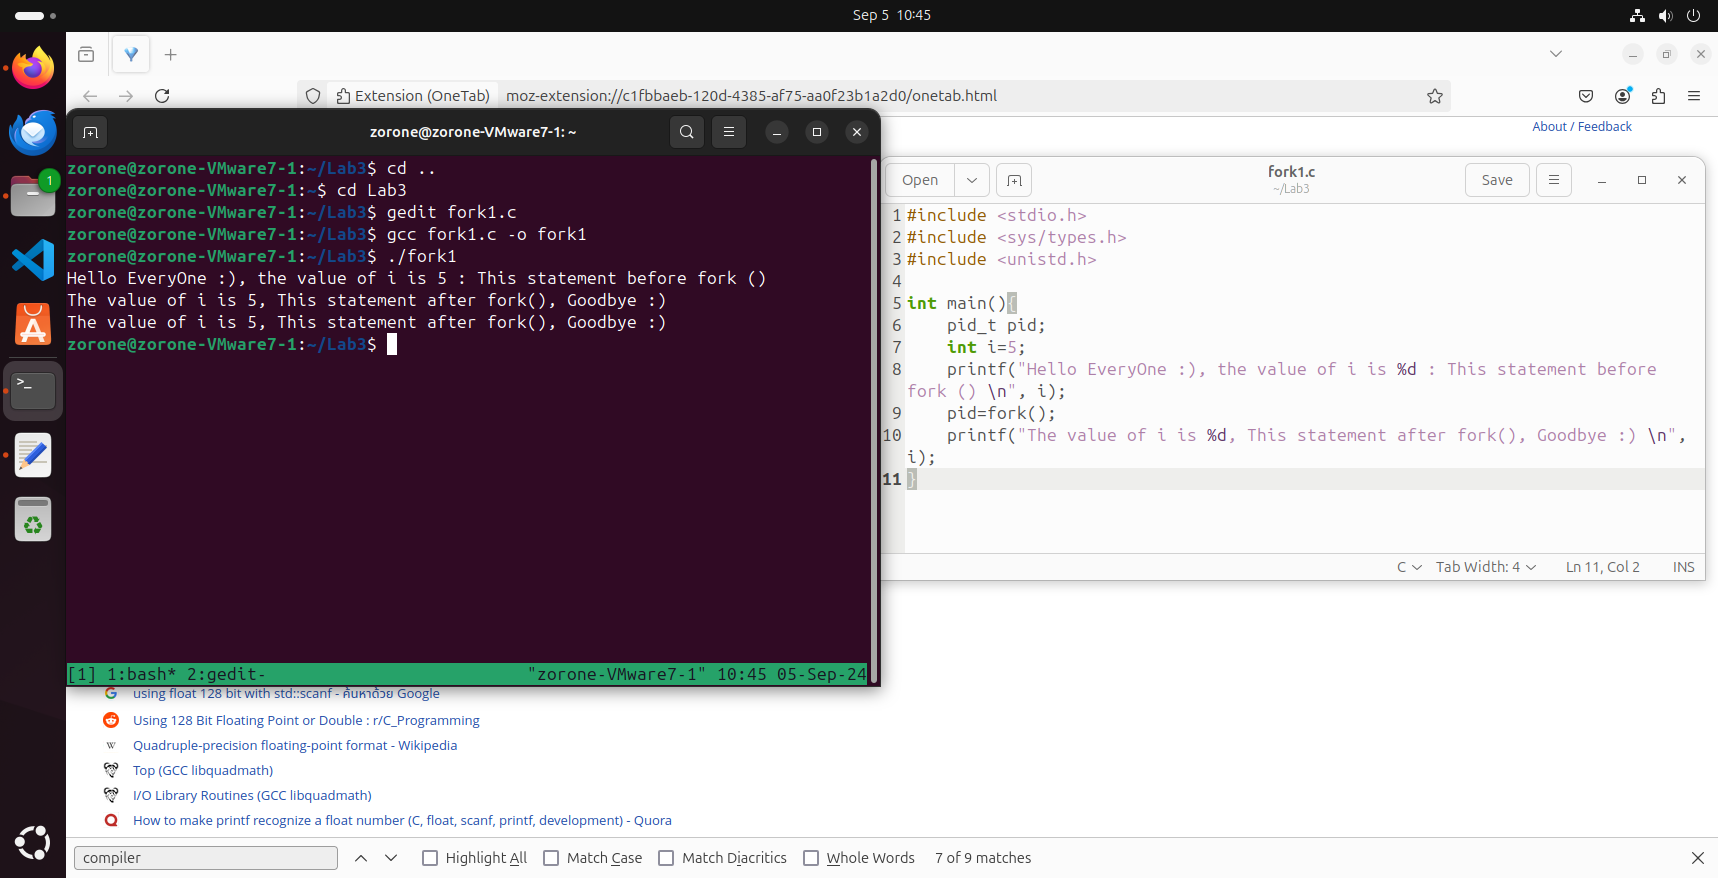 Sep 5 10:45
Extension (OneTab) moz-extension://c1fbbaeb-120d-4385-af75-aa0f23b1a2d0/onetab.html
About / Feedback
1
>_
zorone@zorone-VMware7-1: ~
zorone@zorone-VMware7-1:~/Lab3$ cd ..
zorone@zorone-VMware7-1:~$ cd Lab3
zorone@zorone-VMware7-1:~/Lab3$ gedit fork1.c
zorone@zorone-VMware7-1:~/Lab3$ gcc fork1.c -o fork1
zorone@zorone-VMware7-1:~/Lab3$ ./fork1
Hello EveryOne :), the value of i is 5 : This statement before fork ()
The value of i is 5, This statement after fork(), Goodbye :)
The value of i is 5, This statement after fork(), Goodbye :)
zorone@zorone-VMware7-1:~/Lab3$
[1] 1:bash* 2:gedit- "zorone-VMware7-1" 10:45 05-Sep-24
Open fork1.c Save
~/Lab3
1 #include <stdio.h>
2 #include <sys/types.h>
3 #include <unistd.h>
4
5 int main(){
6 pid_t pid;
7 int i=5;
8 printf("Hello EveryOne :), the value of i is %d : This statement before
fork () \n", i);
9 pid=fork();
10 printf("The value of i is %d, This statement after fork(), Goodbye :) \n",
i);
11 }
C Tab Width: 4 Ln 11, Col 2 INS
using float 128 bit with std::scanf - ค้นหาด้วย Google
Using 128 Bit Floating Point or Double : r/C_Programming
W Quadruple-precision floating-point format - Wikipedia
Top (GCC libquadmath)
I/O Library Routines (GCC libquadmath)
How to make printf recognize a float number (C, float, scanf, printf, development) - Quora
compiler Highlight All Match Case Match Diacritics Whole Words 7 of 9 matches